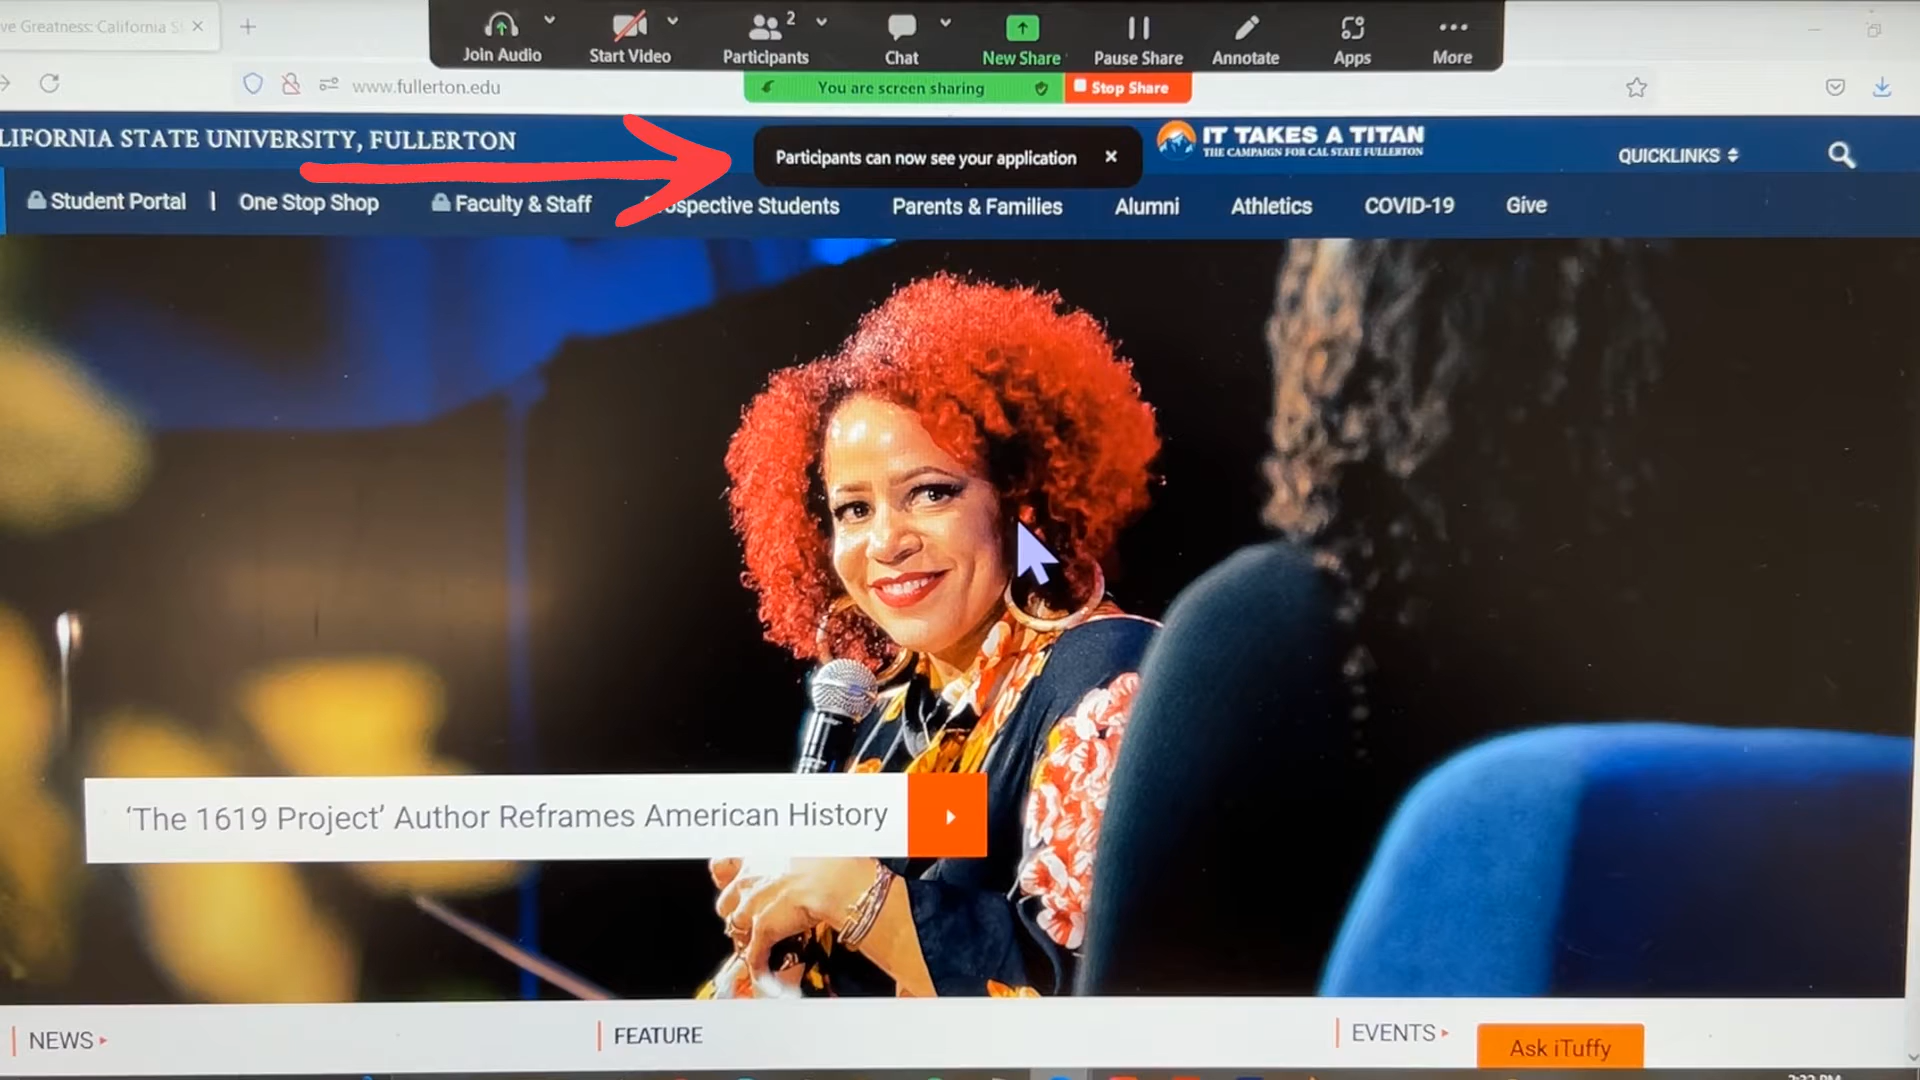 ve Greatness: California S
Join Audio
Start Video
Participants
2
Chat
New Share
Pause Share
Annotate
Apps
More
www.fullerton.edu
You are screen sharing
Stop Share
LIFORNIA STATE UNIVERSITY, FULLERTON
Participants can now see your application
IT TAKES A TITAN
THE CAMPAIGN FOR CAL STATE FULLERTON
QUICKLINKS
Student Portal
One Stop Shop
Faculty & Staff
ospective Students
Parents & Families
Alumni
Athletics
COVID-19
Give
'The 1619 Project' Author Reframes American History
NEWS
FEATURE
EVENTS
Ask iTuffy